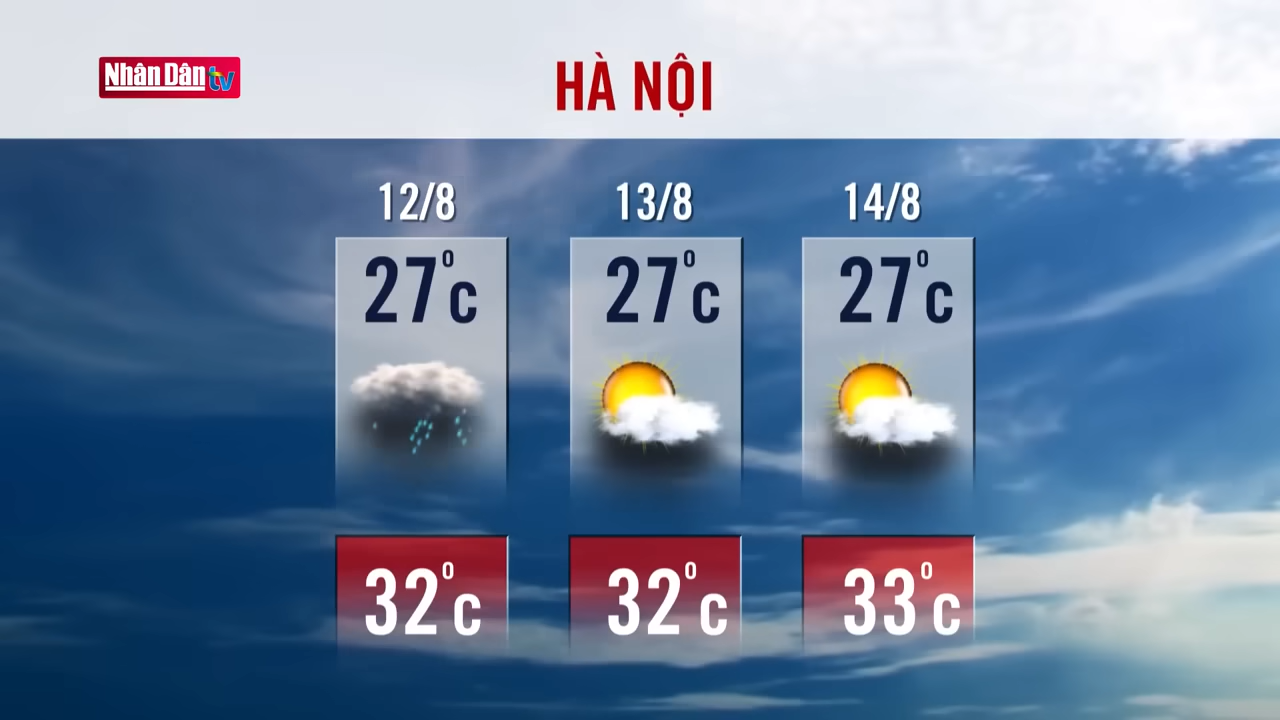 Nhân Dân tv
HÀ NỘI
12/8 13/8 14/8
27°C 27°C 27°C
32°C 32°C 33°C